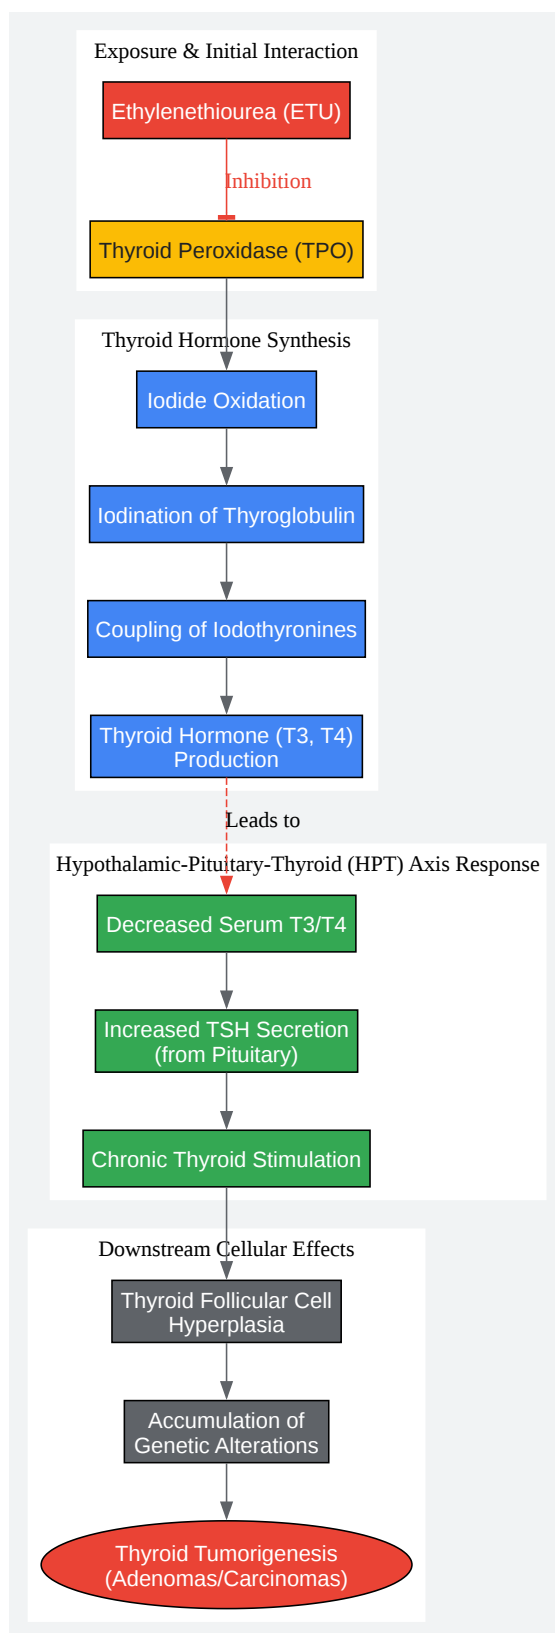 Exposure & Initial Interaction
Ethylenethiourea (ETU)
Inhibition
Thyroid Peroxidase (TPO)
Thyroid Hormone Synthesis
Iodide Oxidation
Iodination of Thyroglobulin
Coupling of Iodothyronines
Thyroid Hormone (T3, T4)
Production
Leads to
Hypothalamic-Pituitary-Thyroid (HPT) Axis Response
Decreased Serum T3/T4
Increased TSH Secretion
(from Pituitary)
Chronic Thyroid Stimulation
Downstream Cellular Effects
Thyroid Follicular Cell
Hyperplasia
Accumulation of
Genetic Alterations
Thyroid Tumorigenesis
(Adenomas/Carcinomas)